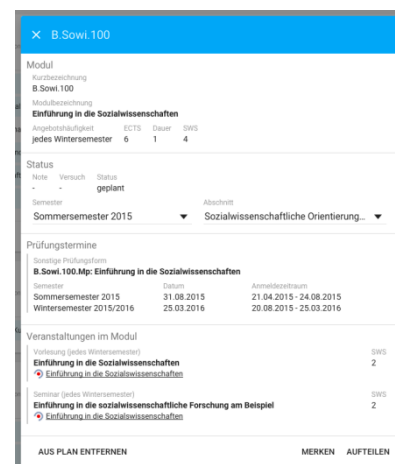 × B.Sowi.100
Modul
Kurzbezeichnung
B.Sowi.100
Modulbezeichnung
Einführung in die Sozialwissenschaften
Angebotshäufigkeit ECTS Dauer SWS
jedes Wintersemester 6 1 4
Status
Note Versuch Status
- - geplant
Semester Abschnitt
Sommersemester 2015 Sozialwissenschaftliche Orientierung...
Prüfungstermine
Sonstige Prüfungsform
B.Sowi.100.Mp: Einführung in die Sozialwissenschaften
Semester Datum Anmeldezeitraum
Sommersemester 2015 31.08.2015 21.04.2015 - 24.08.2015
Wintersemester 2015/2016 25.03.2016 20.08.2015 - 25.03.2016
Veranstaltungen im Modul
Vorlesung (jedes Wintersemester) SWS
Einführung in die Sozialwissenschaften 2
Einführung in die Sozialswissenschaften
Seminar (jedes Wintersemester) SWS
Einführung in die sozialwissenschaftliche Forschung am Beispiel 2
Einführung in die Sozialswissenschaften
AUS PLAN ENTFERNEN MERKEN AUFTEILEN